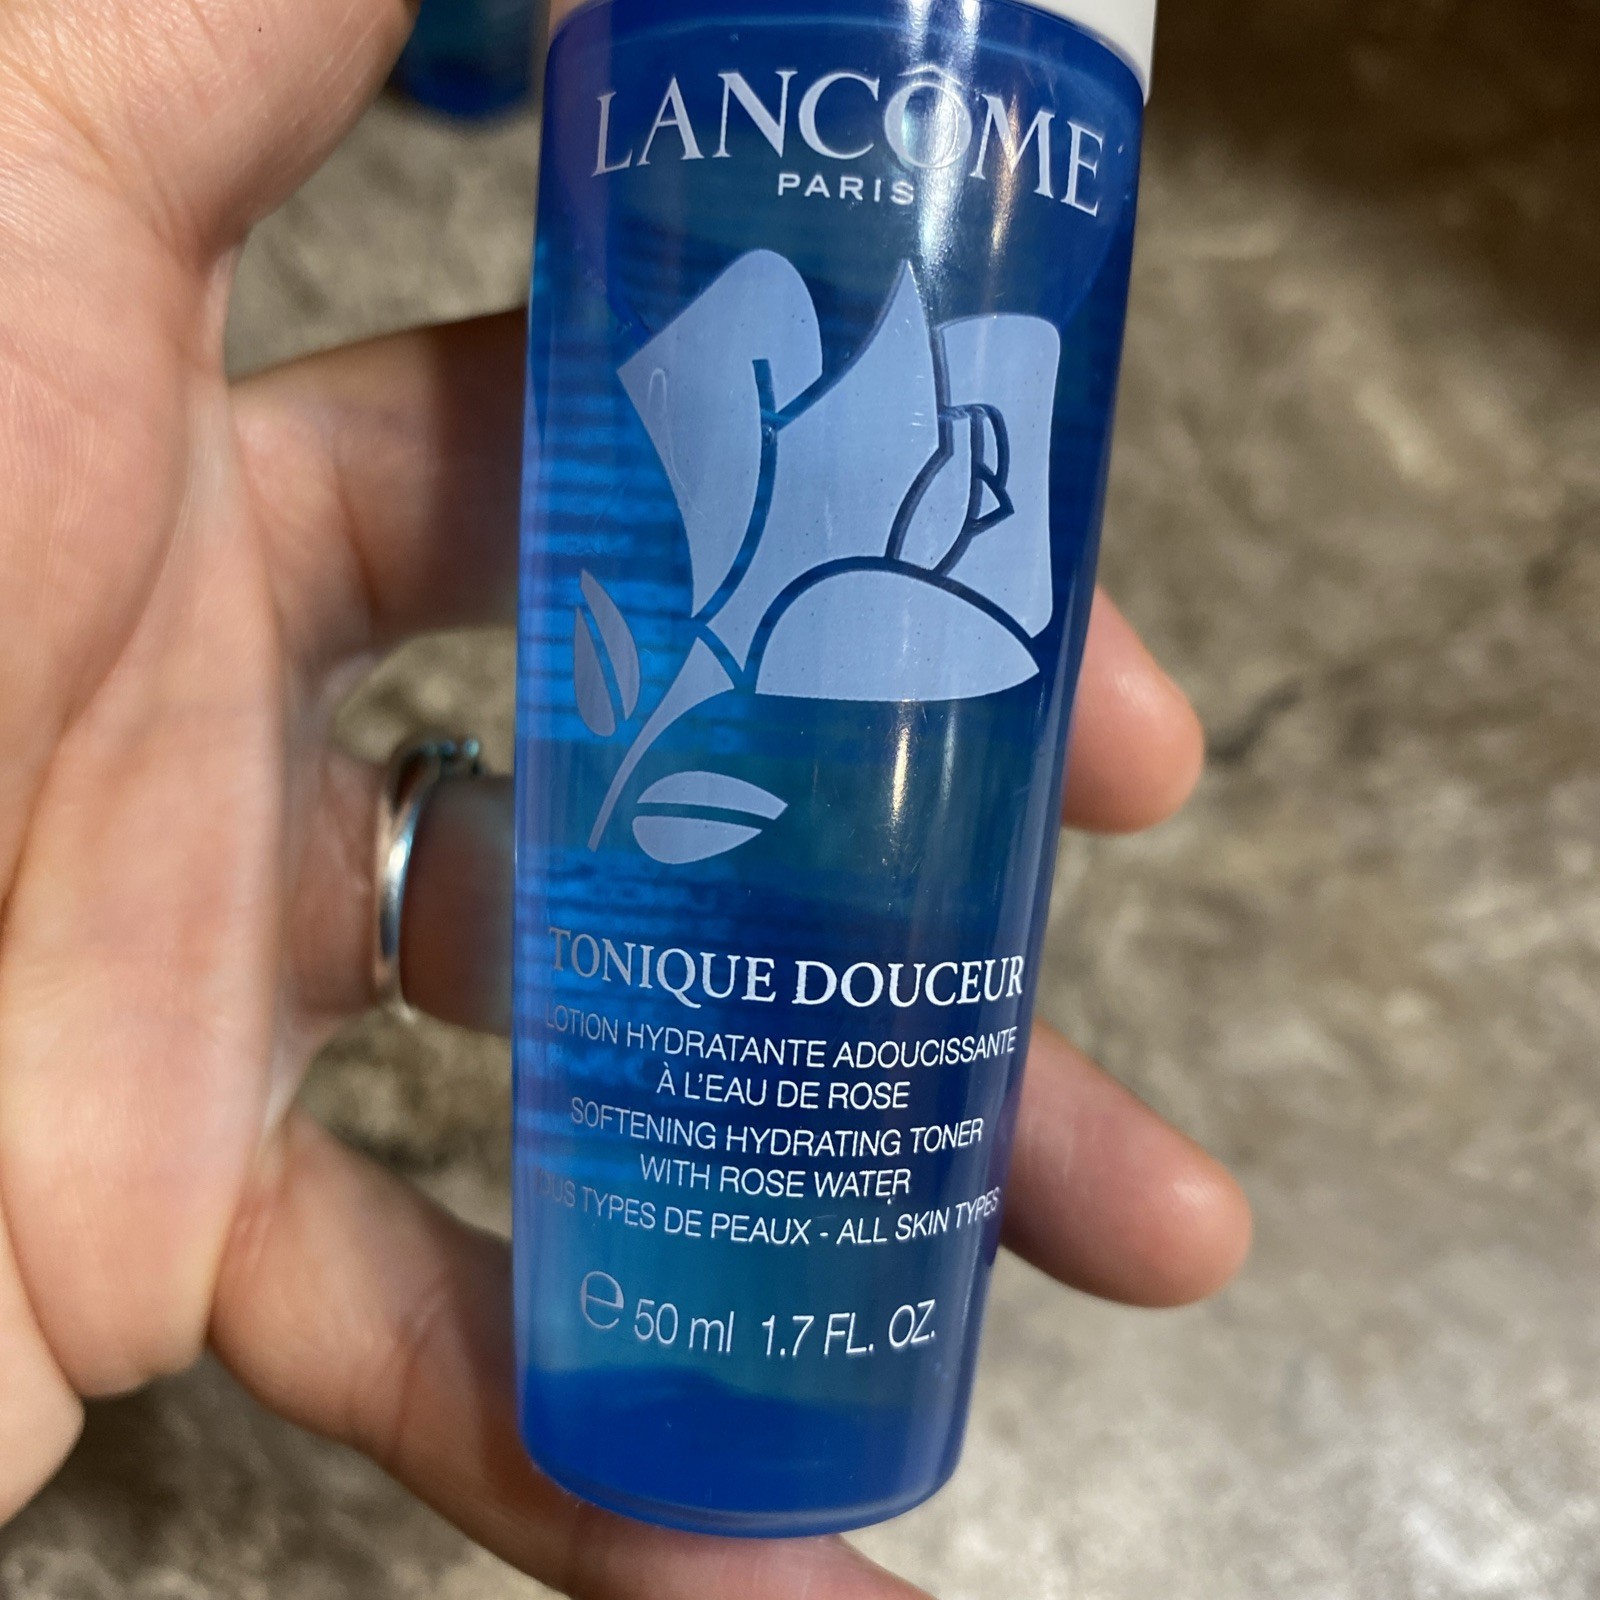 LANCÔME
PARIS
TONIQUE DOUCEUR
LOTION HYDRATANTE ADOUCISSANTE
À L'EAU DE ROSE
SOFTENING HYDRATING TONER
WITH ROSE WATER
TOUS TYPES DE PEAUX - ALL SKIN TYPES
℮ 50 ml 1.7 FL. OZ.